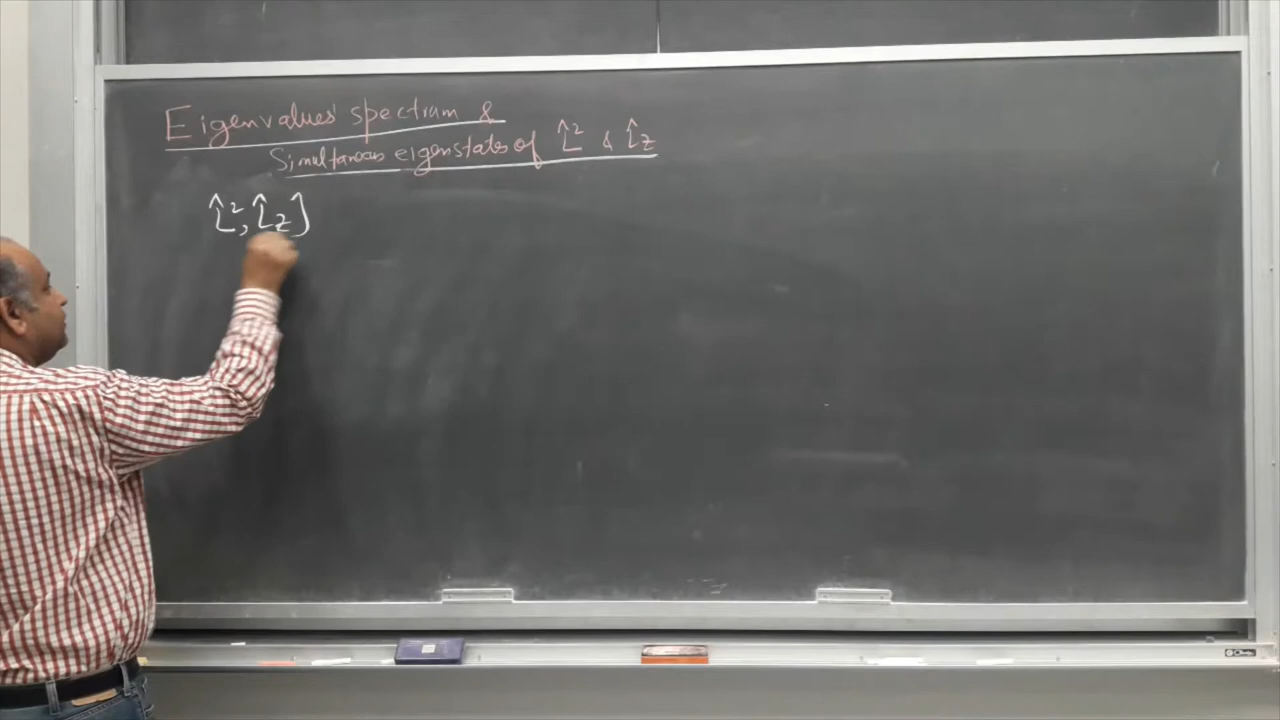 Eigenvalues' spectrum &
Simultaneous eigenstates of L̂² & L̂z
L̂², L̂z]